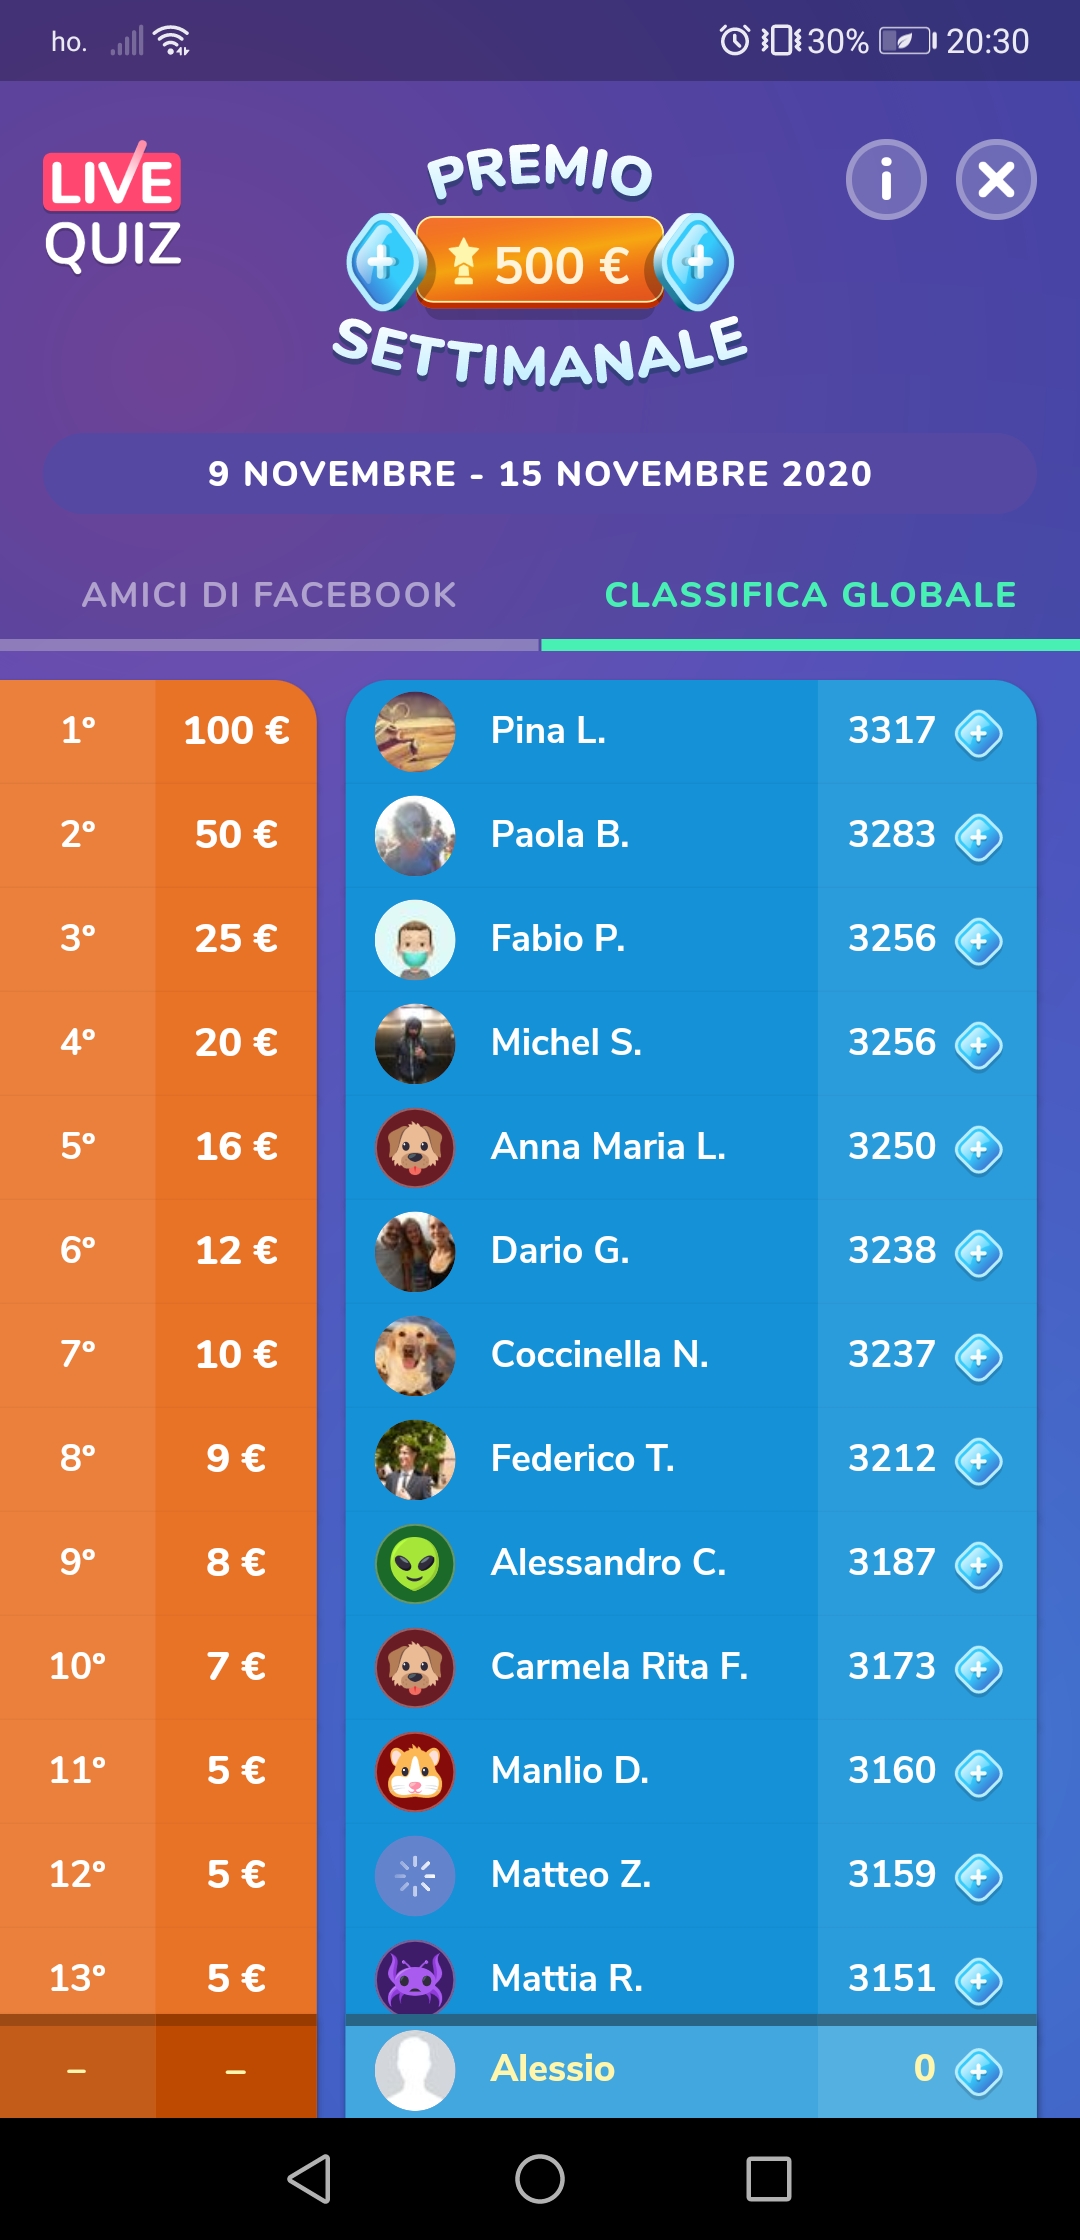 ho. 30% 20:30
LIVE
QUIZ
PREMIO
500 €
SETTIMANALE
9 NOVEMBRE - 15 NOVEMBRE 2020
AMICI DI FACEBOOK CLASSIFICA GLOBALE
1° 100 € Pina L. 3317
2° 50 € Paola B. 3283
3° 25 € Fabio P. 3256
4° 20 € Michel S. 3256
5° 16 € Anna Maria L. 3250
6° 12 € Dario G. 3238
7° 10 € Coccinella N. 3237
8° 9 € Federico T. 3212
9° 8 € Alessandro C. 3187
10° 7 € Carmela Rita F. 3173
11° 5 € Manlio D. 3160
12° 5 € Matteo Z. 3159
13° 5 € Mattia R. 3151
– – Alessio 0